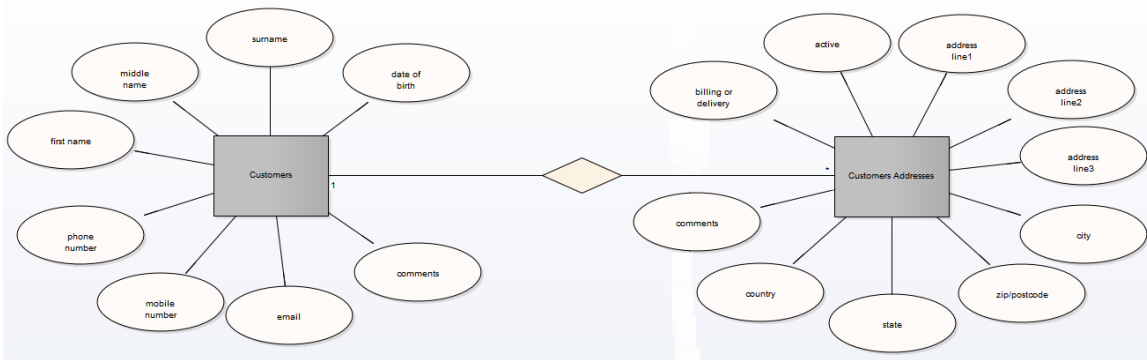 surname
middle
name
date of
birth
first name
Customers
1
phone
number
mobile
number
email
comments
active
address
line1
billing or
delivery
address
line2
address
line3
*
Customers Addresses
comments
city
country
zip/postcode
state